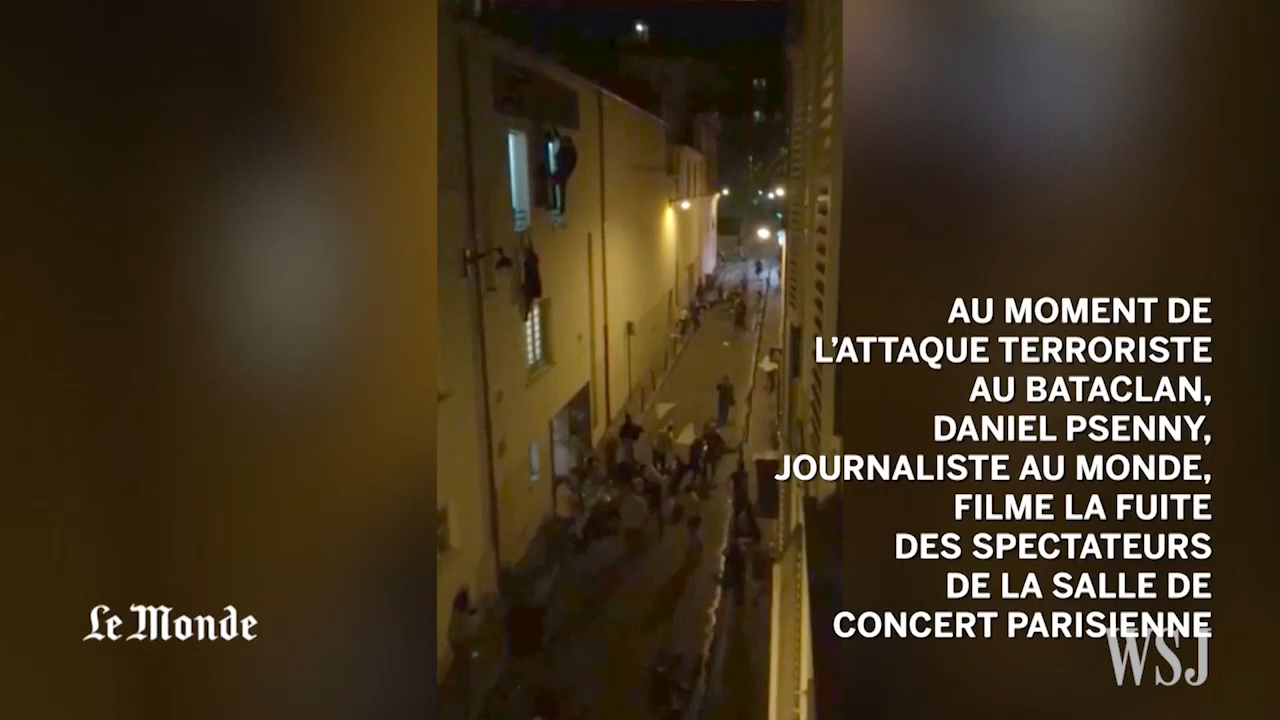 AU MOMENT DE
L'ATTAQUE TERRORISTE
AU BATACLAN,
DANIEL PSENNY,
JOURNALISTE AU MONDE,
FILME LA FUITE
DES SPECTATEURS
DE LA SALLE DE
CONCERT PARISIENNE
Le Monde
WSJ